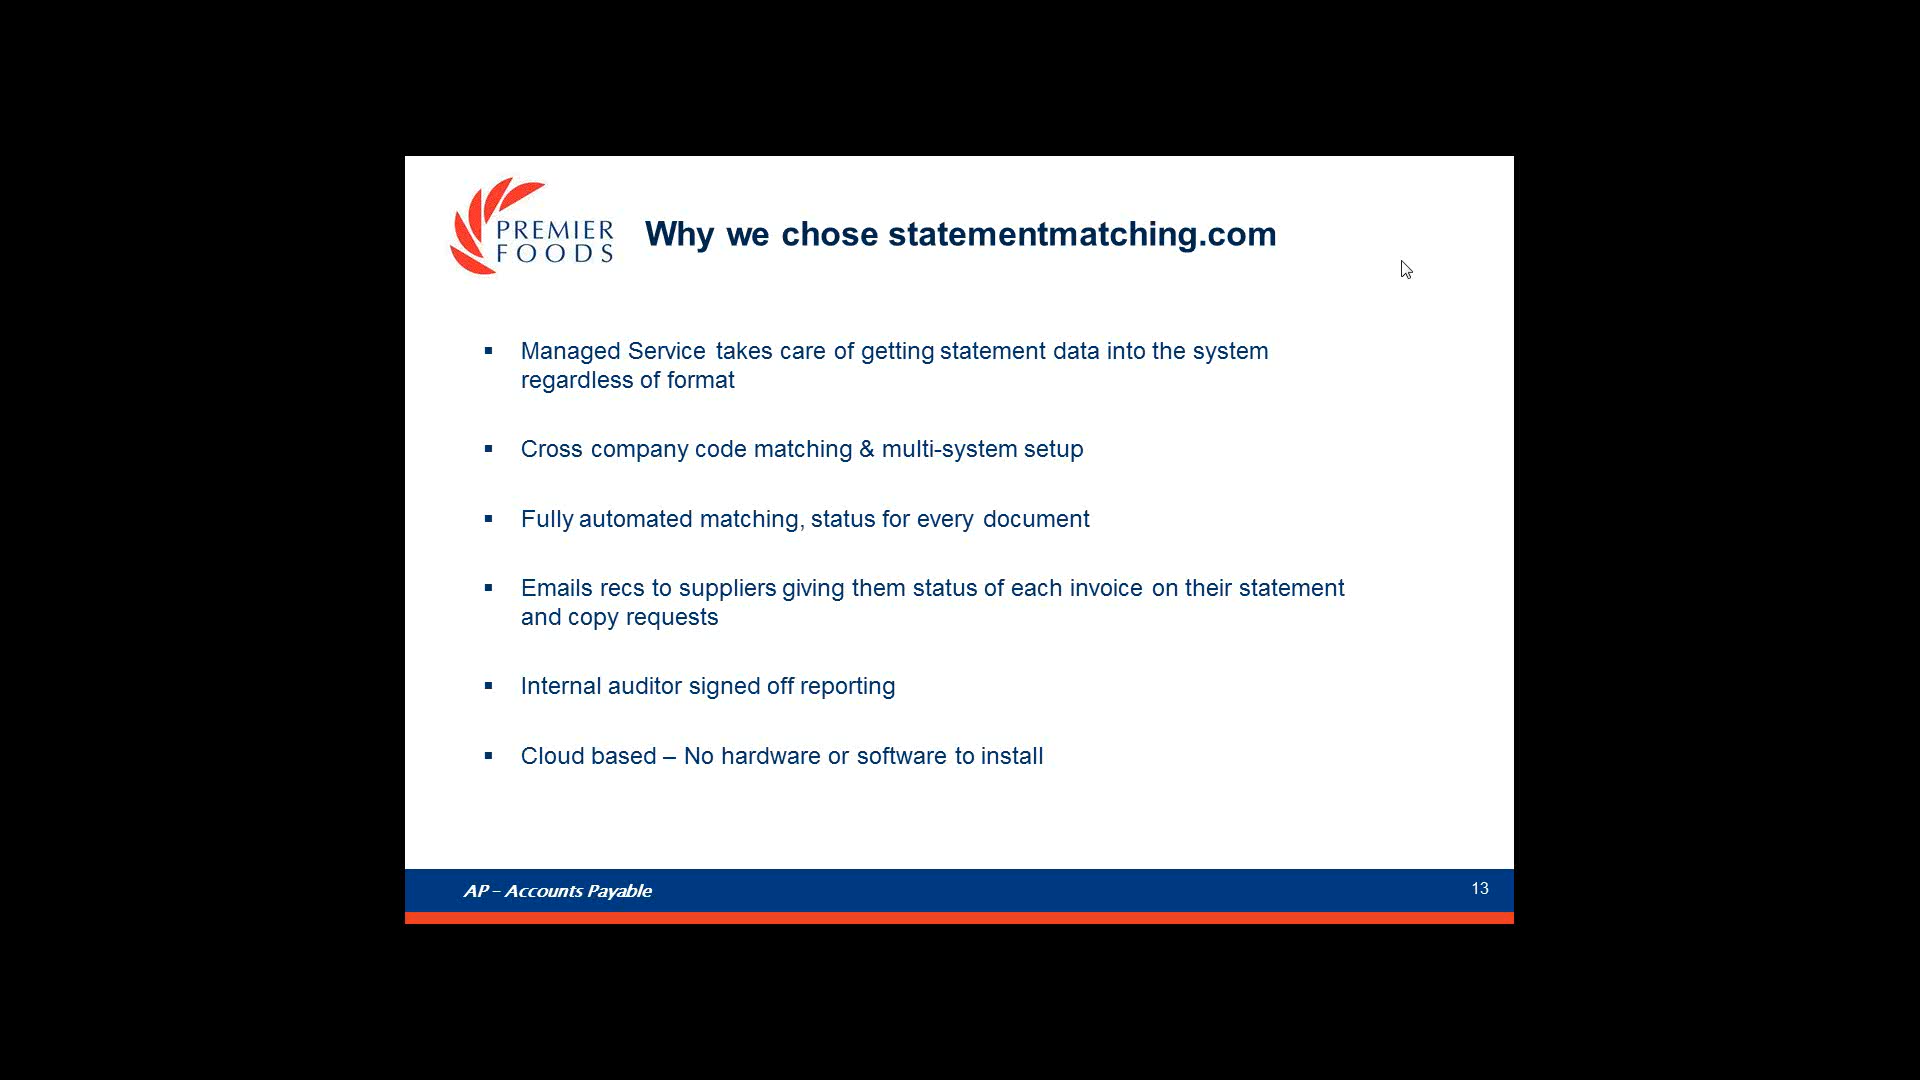 PREMIER
FOODS
Why we chose statementmatching.com
▪ Managed Service takes care of getting statement data into the system
regardless of format
▪ Cross company code matching & multi-system setup
▪ Fully automated matching, status for every document
▪ Emails recs to suppliers giving them status of each invoice on their statement
and copy requests
▪ Internal auditor signed off reporting
▪ Cloud based – No hardware or software to install
AP – Accounts Payable
13